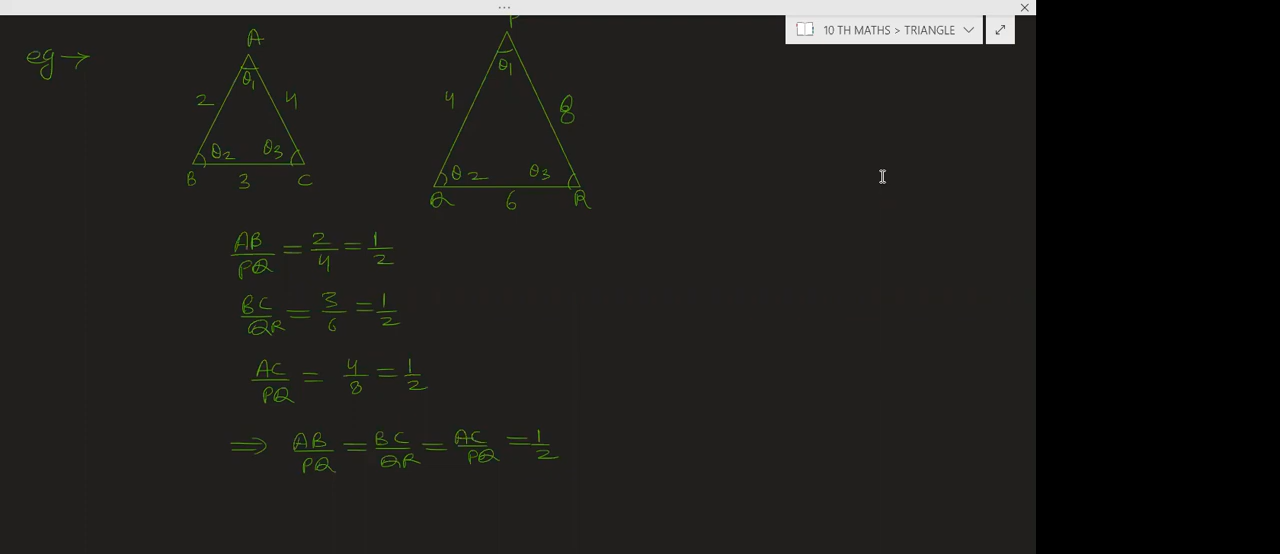 10 TH MATHS > TRIANGLE
eg →
A
P
θ1
θ1
2
4
4
8
θ2
θ3
θ2
θ3
B
3
C
Q
6
R
AB/PQ = 2/4 = 1/2
BC/QR = 3/6 = 1/2
AC/PQ = 4/8 = 1/2
⇒ AB/PQ = BC/QR = AC/PQ = 1/2